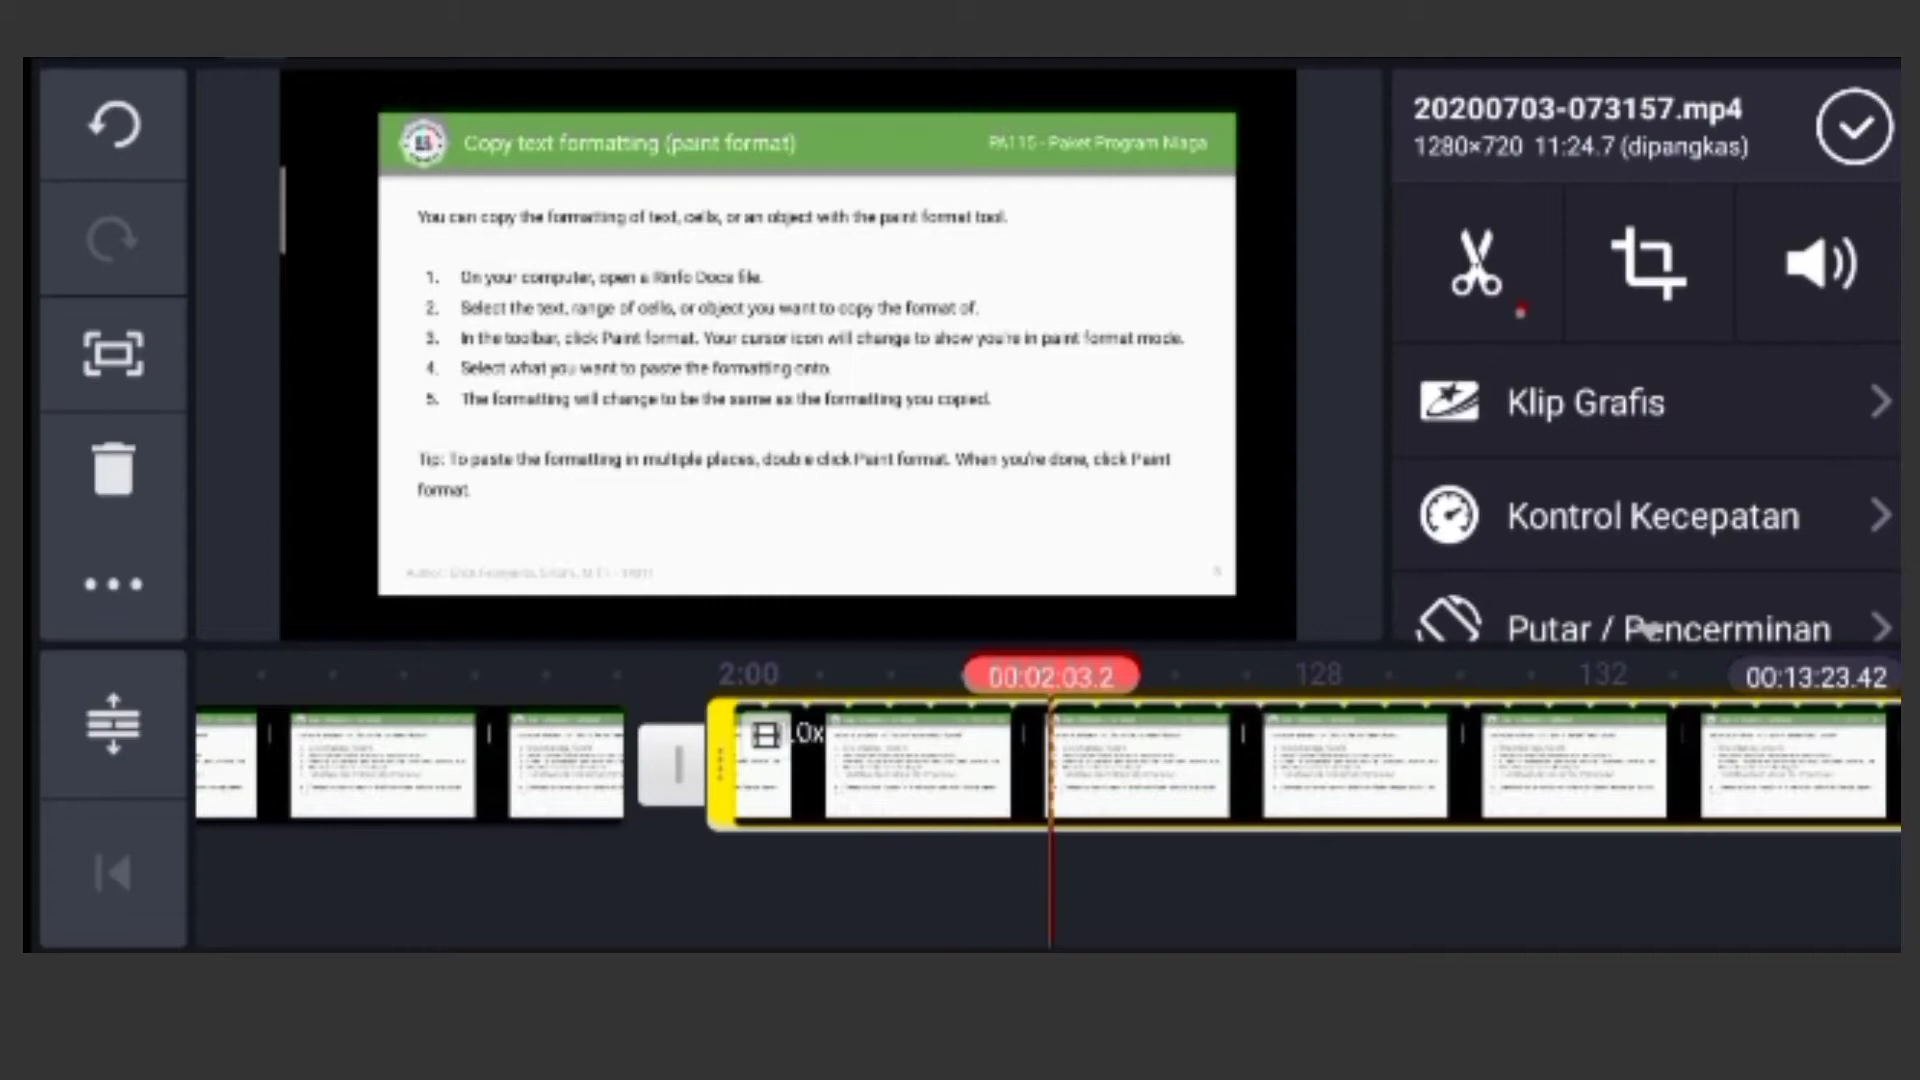 20200703-073157.mp4
1280×720 11:24.7 (dipangkas)
Copy text formatting (paint format)
PA115 - Paket Program Niaga
You can copy the formatting of text, cells, or an object with the paint format tool.
1. On your computer, open a Rinfo Docs file.
2. Select the text, range of cells, or object you want to copy the format of.
3. In the toolbar, click Paint format. Your cursor icon will change to show you're in paint format mode.
4. Select what you want to paste the formatting onto.
5. The formatting will change to be the same as the formatting you copied.
Tip: To paste the formatting in multiple places, double click Paint format. When you're done, click Paint
format.
Klip Grafis
Kontrol Kecepatan
Putar / Pencerminan
2:00
00:02:03.2
128
132
00:13:23.42
.0x